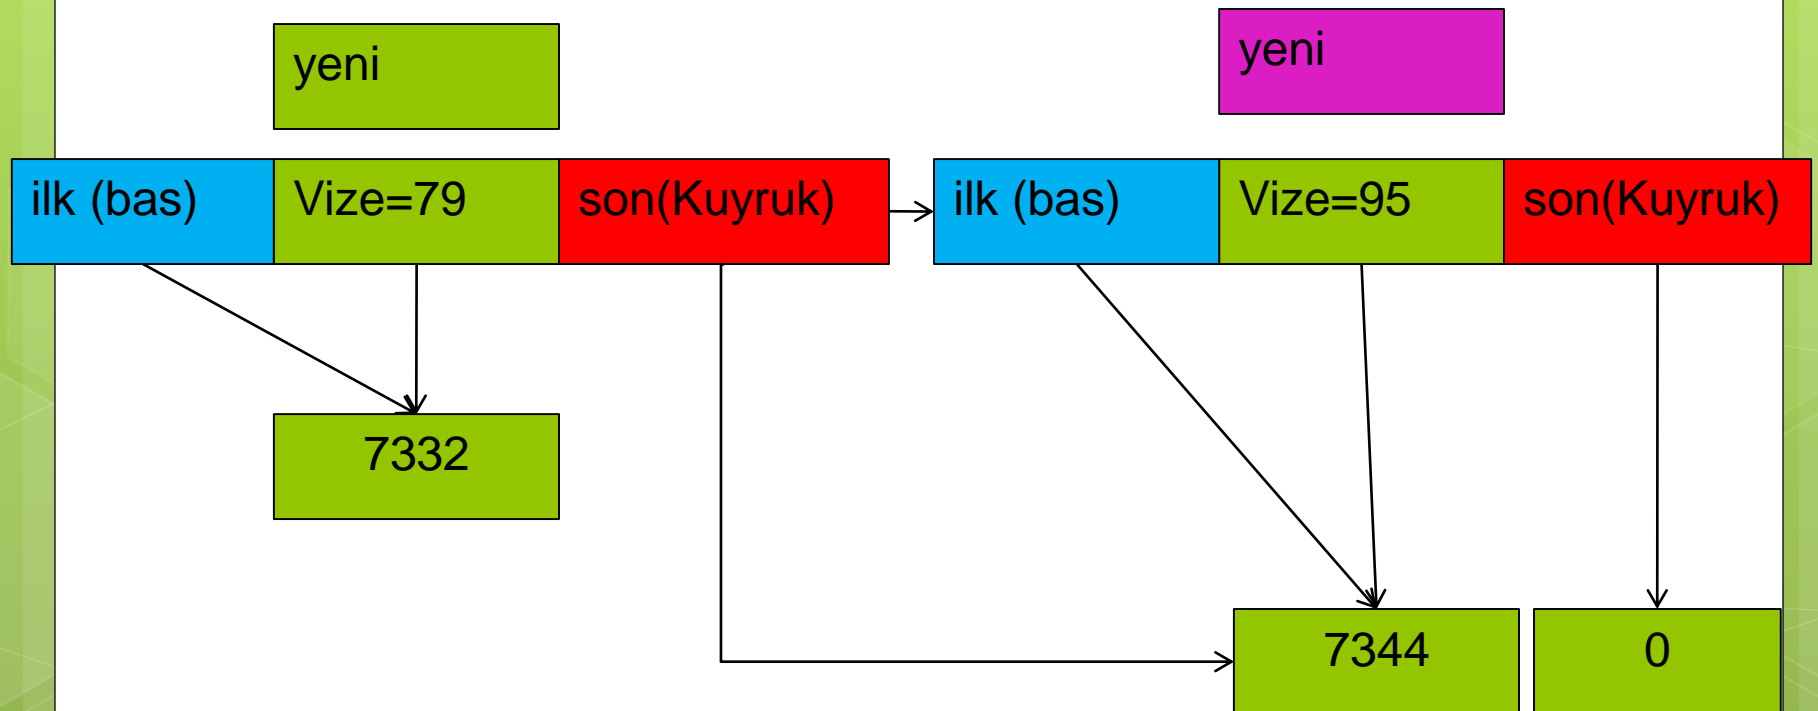 yeni
yeni
ilk (bas)
Vize=79
son(Kuyruk)
ilk (bas)
Vize=95
son(Kuyruk)
7332
7344
0